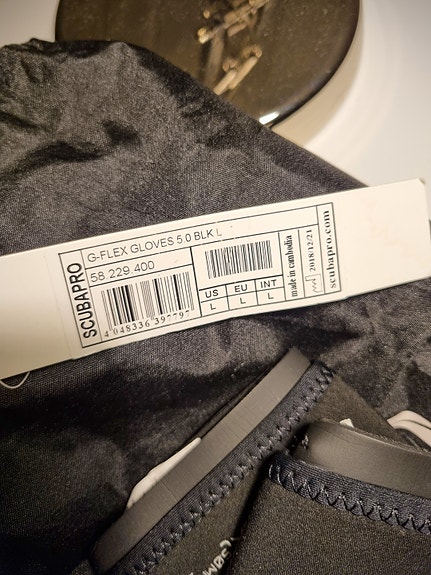 SCUBAPRO
G-FLEX GLOVES 5.0 BLK L
58.229.400
4 048336 397797
US EU INT
L L L
made in cambodia
2018/12/21
scubapro.com